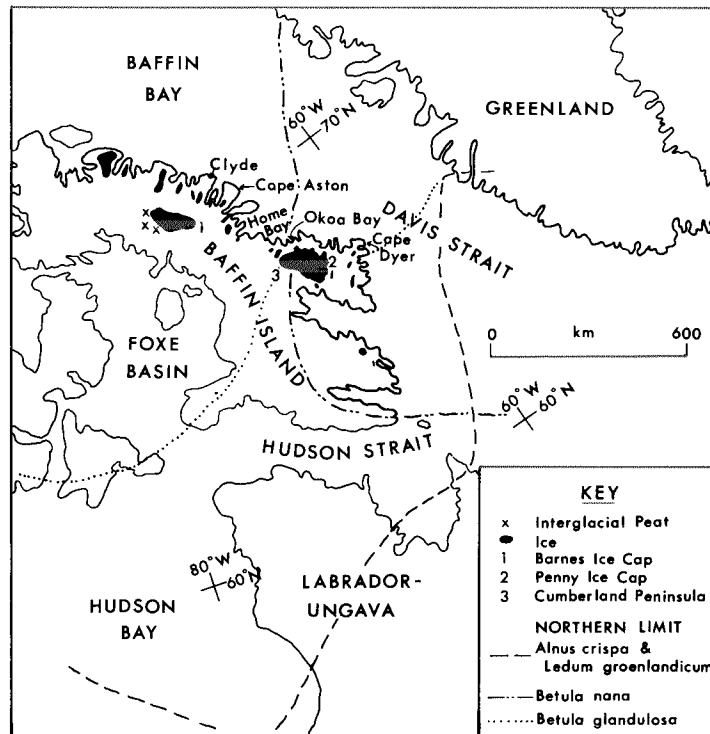 BAFFIN
BAY
60°W
70°N
GREENLAND
Clyde
Cape Aston
Home
Bay
Okoa Bay
DAVIS STRAIT
Cape
Dyer
1
2
3
BAFFIN ISLAND
FOXE
BASIN
0 km 600
60°W
60°N
HUDSON STRAIT
80°W
60°N
LABRADOR-
UNGAVA
HUDSON
BAY
KEY
x Interglacial Peat
Ice
1 Barnes Ice Cap
2 Penny Ice Cap
3 Cumberland Peninsula
NORTHERN LIMIT
Alnus crispa &
Ledum groenlandicum
Betula nana
Betula glandulosa